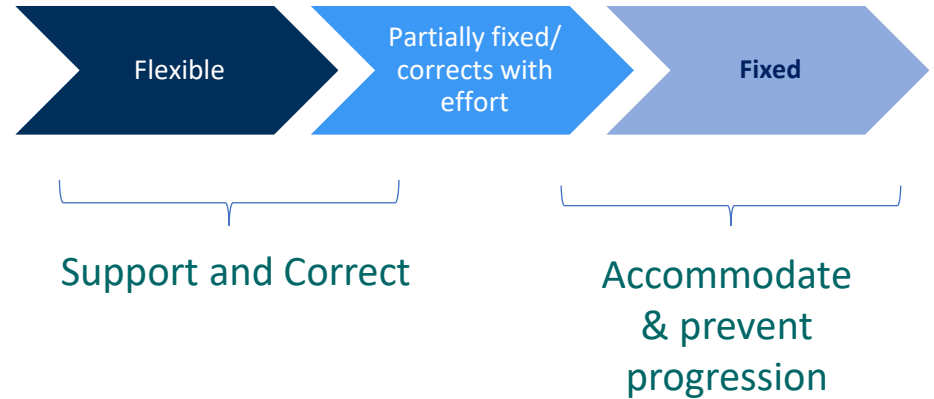 Flexible
Partially fixed/
corrects with
effort
Fixed
Support and Correct
Accommodate
& prevent
progression